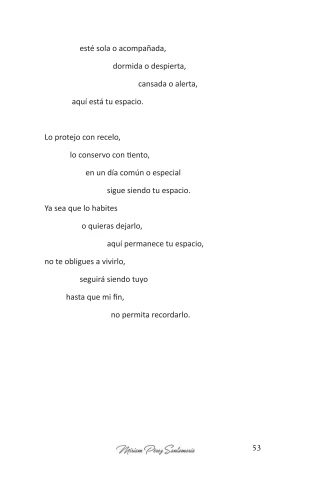 esté sola o acompañada,
dormida o despierta,
cansada o alerta,
aquí está tu espacio.
Lo protejo con recelo,
lo conservo con tiento,
en un día común o especial
sigue siendo tu espacio.
Ya sea que lo habites
o quieras dejarlo,
aquí permanece tu espacio,
no te obligues a vivirlo,
seguirá siendo tuyo
hasta que mi fin,
no permita recordarlo.
Míriam Pérez Santamaría 53